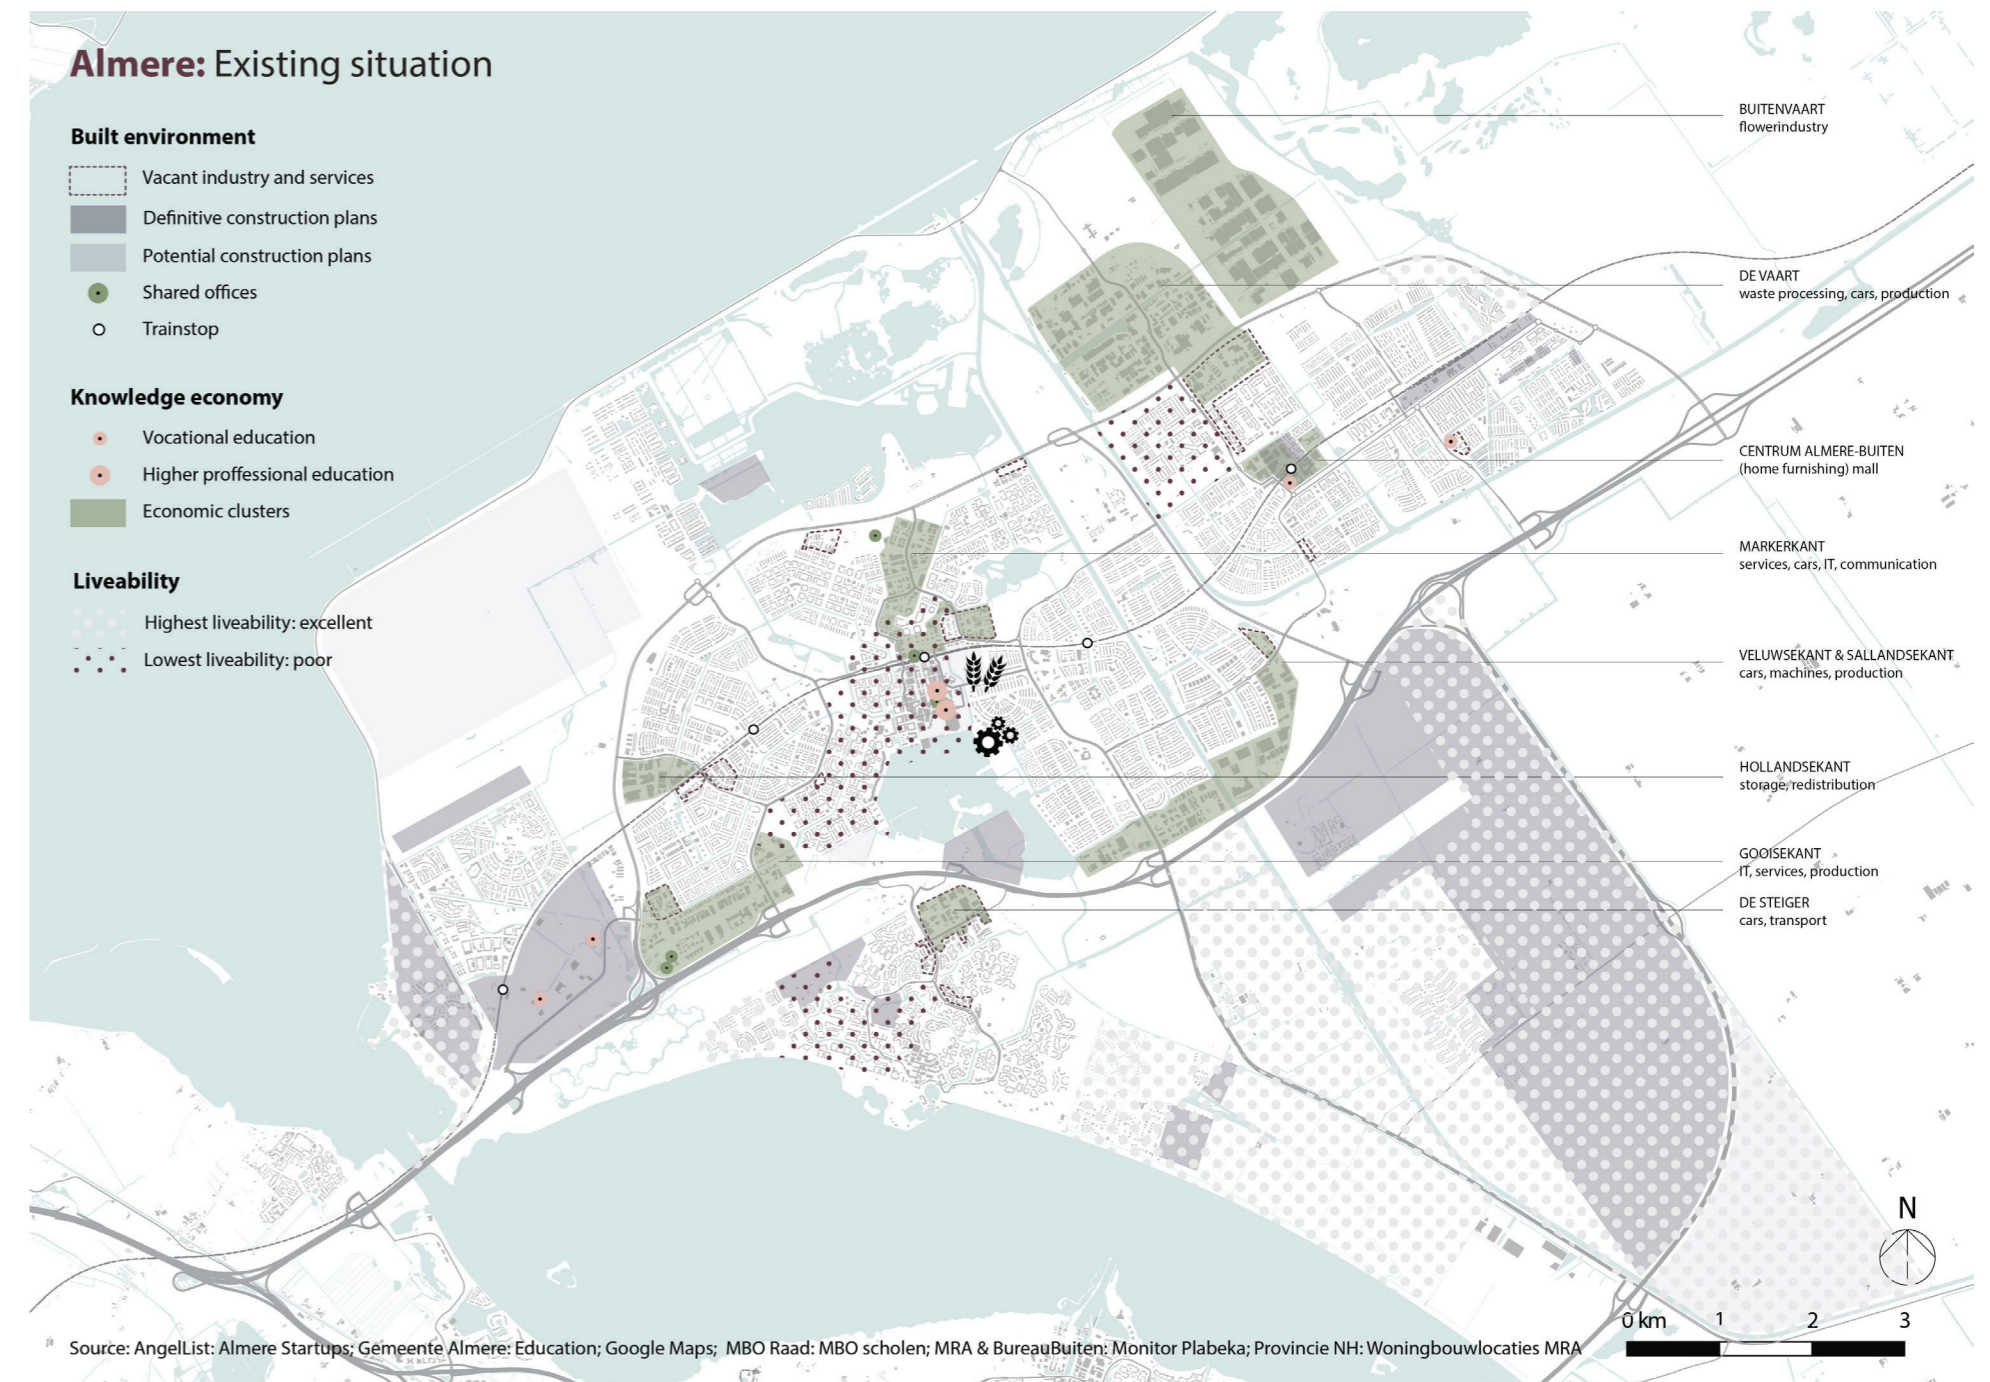 Almere: Existing situation
Built environment
Vacant industry and services
Definitive construction plans
Potential construction plans
Shared offices
Trainstop
Knowledge economy
Vocational education
Higher proffessional education
Economic clusters
Liveability
Highest liveability: excellent
Lowest liveability: poor
BUITENVAART
flowerindustry
DE VAART
waste processing, cars, production
CENTRUM ALMERE-BUITEN
(home furnishing) mall
MARKERKANT
services, cars, IT, communication
VELUWSEKANT & SALLANDSEKANT
cars, machines, production
HOLLANDSEKANT
storage, redistribution
GOOISEKANT
IT, services, production
DE STEIGER
cars, transport
N
0 km 1 2 3
Source: AngelList: Almere Startups; Gemeente Almere: Education; Google Maps; MBO Raad: MBO scholen; MRA & BureauBuiten: Monitor Plabeka; Provincie NH: Woningbouwlocaties MRA